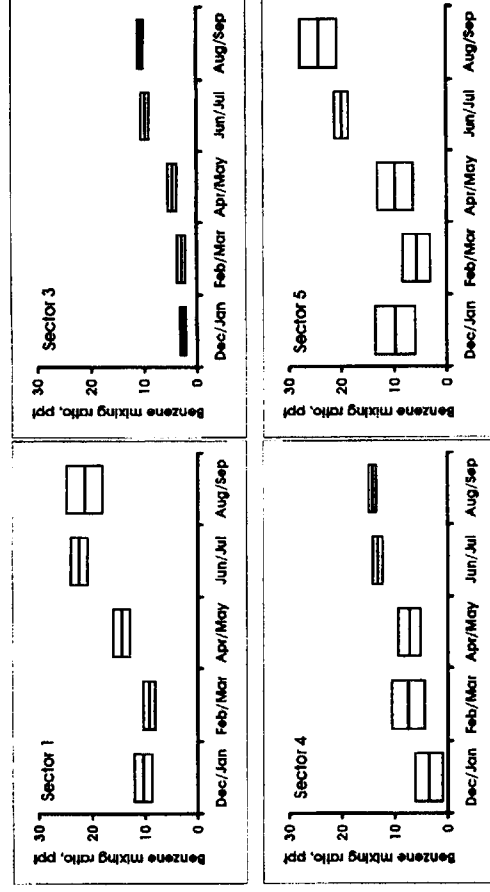 Sector 1
Benzene mixing ratio, ppt
30
20
10
0
Dec/Jan Feb/Mar Apr/May Jun/Jul Aug/Sep
Sector 3
Benzene mixing ratio, ppt
30
20
10
0
Dec/Jan Feb/Mar Apr/May Jun/Jul Aug/Sep
Sector 4
Benzene mixing ratio, ppt
30
20
10
0
Dec/Jan Feb/Mar Apr/May Jun/Jul Aug/Sep
Sector 5
Benzene mixing ratio, ppt
30
20
10
0
Dec/Jan Feb/Mar Apr/May Jun/Jul Aug/Sep